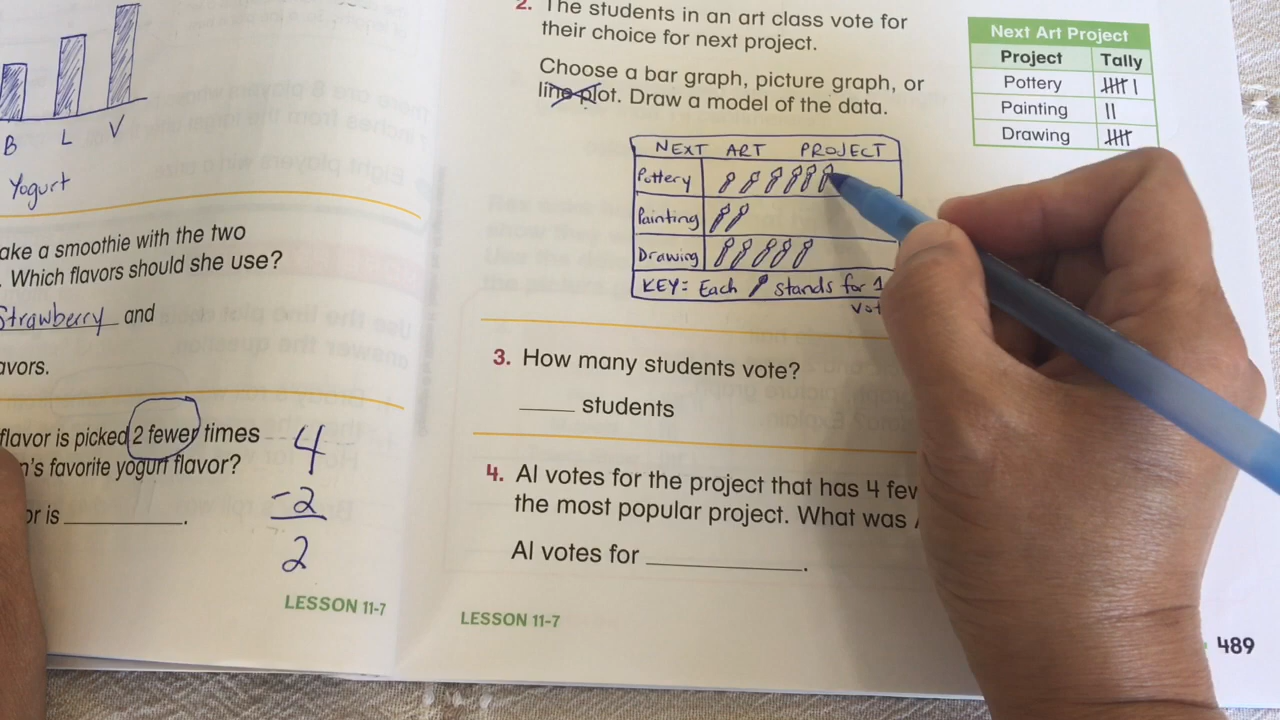 B L V
Yogurt
ake a smoothie with the two
. Which flavors should she use?
Strawberry and
avors.
flavor is picked 2 fewer times
n's favorite yogurt flavor?
or is ________.
4
-2
2
LESSON 11-7
2. The students in an art class vote for
their choice for next project.
Choose a bar graph, picture graph, or
line plot. Draw a model of the data.
Next Art Project
Project Tally
Pottery
Painting
Drawing
NEXT ART PROJECT
Pottery
Painting
Drawing
KEY: Each stands for 1
vot
3. How many students vote?
____ students
4. Al votes for the project that has 4 few
the most popular project. What was
Al votes for ________.
LESSON 11-7
489